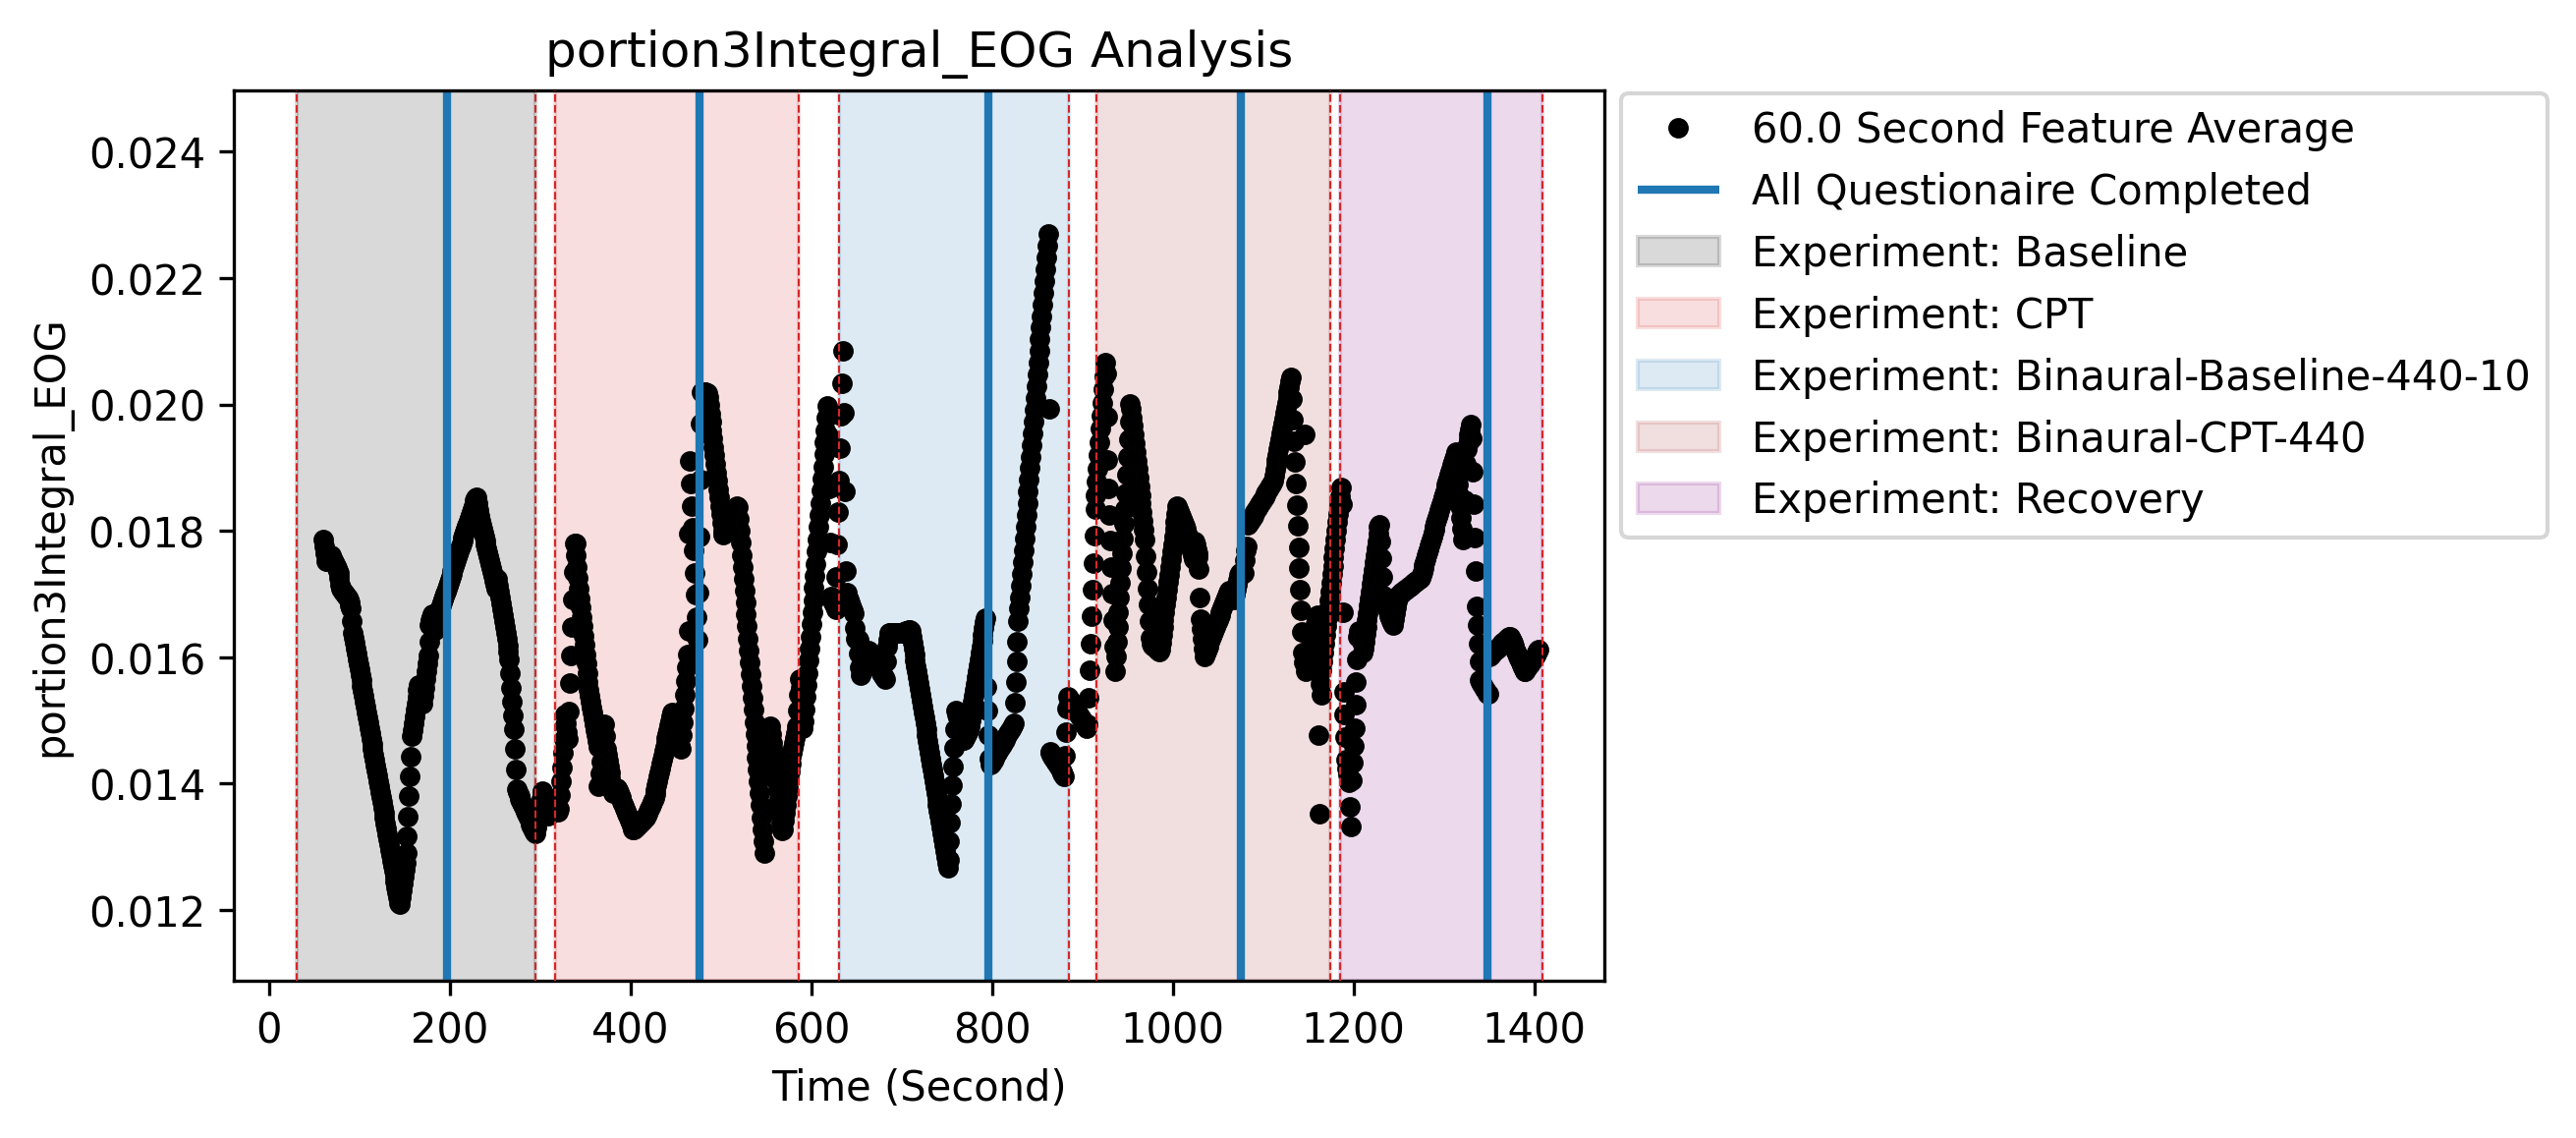 portion3Integral_EOG Analysis
portion3Integral_EOG
0.024
0.022
0.020
0.018
0.016
0.014
0.012
0 200 400 600 800 1000 1200 1400
Time (Second)
60.0 Second Feature Average
All Questionaire Completed
Experiment: Baseline
Experiment: CPT
Experiment: Binaural-Baseline-440-10
Experiment: Binaural-CPT-440
Experiment: Recovery